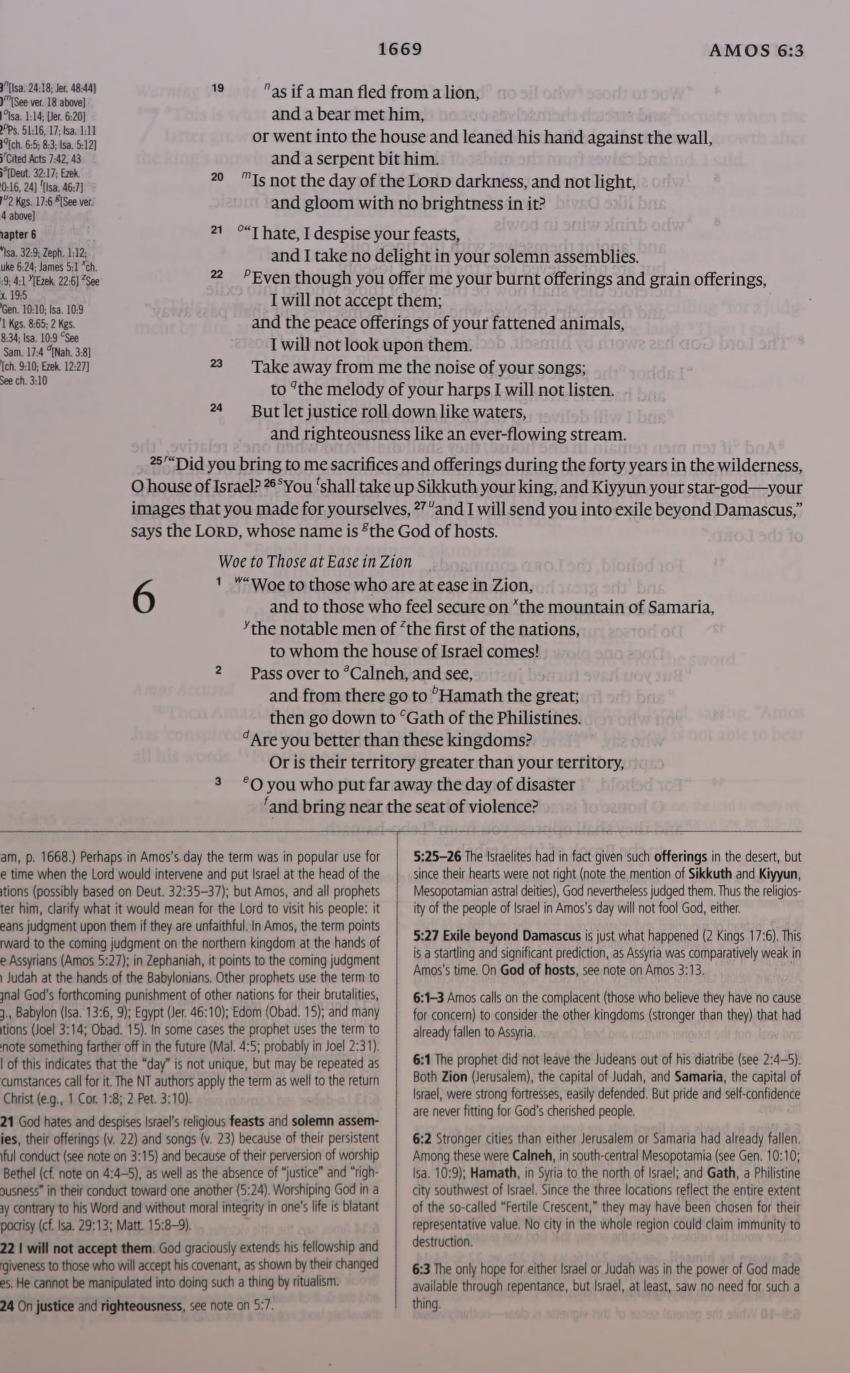 1669
AMOS 6:3
[Isa. 24:18; Jer. 48:44]
[See ver. 18 above]
Isa. 1:14; [Jer. 6:20]
Ps. 51:16, 17; Isa. 1:11
[ch. 6:5; 8:3; Isa. 5:12]
Cited Acts 7:42, 43
[Deut. 32:17; Ezek.
0:16, 24] [Isa. 46:7]
2 Kgs. 17:6 [See ver.
4 above]
hapter 6
Isa. 32:9; Zeph. 1:12;
uke 6:24; James 5:1 ch.
:9; 4:1 [Ezek. 22:6] See
x. 19:5
Gen. 10:10; Isa. 10:9
1 Kgs. 8:65; 2 Kgs.
8:34; Isa. 10:9 See
Sam. 17:4 [Nah. 3:8]
[ch. 9:10; Ezek. 12:27]
See ch. 3:10
19 n as if a man fled from a lion,
and a bear met him,
or went into the house and leaned his hand against the wall,
and a serpent bit him.
20 m Is not the day of the LORD darkness, and not light,
and gloom with no brightness in it?
21 o “I hate, I despise your feasts,
and I take no delight in your solemn assemblies.
22 p Even though you offer me your burnt offerings and grain offerings,
I will not accept them;
and the peace offerings of your fattened animals,
I will not look upon them.
23 Take away from me the noise of your songs;
to q the melody of your harps I will not listen.
24 But let justice roll down like waters,
and righteousness like an ever-flowing stream.
25 r “Did you bring to me sacrifices and offerings during the forty years in the wilderness,
O house of Israel? 26 s You t shall take up Sikkuth your king, and Kiyyun your star-god—your
images that you made for yourselves, 27 u and I will send you into exile beyond Damascus,”
says the LORD, whose name is g the God of hosts.
Woe to Those at Ease in Zion
6 1 w “Woe to those who are at ease in Zion,
and to those who feel secure on x the mountain of Samaria,
y the notable men of z the first of the nations,
to whom the house of Israel comes!
2 Pass over to a Calneh, and see,
and from there go to b Hamath the great;
then go down to c Gath of the Philistines.
d Are you better than these kingdoms?
Or is their territory greater than your territory,
3 e O you who put far away the day of disaster
f and bring near the seat of violence?
am, p. 1668.) Perhaps in Amos's day the term was in popular use for
e time when the Lord would intervene and put Israel at the head of the
ations (possibly based on Deut. 32:35–37); but Amos, and all prophets
ter him, clarify what it would mean for the Lord to visit his people: it
eans judgment upon them if they are unfaithful. In Amos, the term points
rward to the coming judgment on the northern kingdom at the hands of
e Assyrians (Amos 5:27); in Zephaniah, it points to the coming judgment
Judah at the hands of the Babylonians. Other prophets use the term to
gnal God's forthcoming punishment of other nations for their brutalities,
g., Babylon (Isa. 13:6, 9); Egypt (Jer. 46:10); Edom (Obad. 15); and many
ations (Joel 3:14; Obad. 15). In some cases the prophet uses the term to
note something farther off in the future (Mal. 4:5; probably in Joel 2:31).
l of this indicates that the “day” is not unique, but may be repeated as
cumstances call for it. The NT authors apply the term as well to the return
Christ (e.g., 1 Cor. 1:8; 2 Pet. 3:10).
21 God hates and despises Israel's religious feasts and solemn assem-
ies, their offerings (v. 22) and songs (v. 23) because of their persistent
nful conduct (see note on 3:15) and because of their perversion of worship
Bethel (cf. note on 4:4–5), as well as the absence of “justice” and “righ-
ousness” in their conduct toward one another (5:24). Worshiping God in a
ay contrary to his Word and without moral integrity in one's life is blatant
pocrisy (cf. Isa. 29:13; Matt. 15:8–9).
22 I will not accept them. God graciously extends his fellowship and
rgiveness to those who will accept his covenant, as shown by their changed
es. He cannot be manipulated into doing such a thing by ritualism.
24 On justice and righteousness, see note on 5:7.
5:25–26 The Israelites had in fact given such offerings in the desert, but
since their hearts were not right (note the mention of Sikkuth and Kiyyun,
Mesopotamian astral deities), God nevertheless judged them. Thus the religios-
ity of the people of Israel in Amos's day will not fool God, either.
5:27 Exile beyond Damascus is just what happened (2 Kings 17:6). This
is a startling and significant prediction, as Assyria was comparatively weak in
Amos's time. On God of hosts, see note on Amos 3:13.
6:1–3 Amos calls on the complacent (those who believe they have no cause
for concern) to consider the other kingdoms (stronger than they) that had
already fallen to Assyria.
6:1 The prophet did not leave the Judeans out of his diatribe (see 2:4–5).
Both Zion (Jerusalem), the capital of Judah, and Samaria, the capital of
Israel, were strong fortresses, easily defended. But pride and self-confidence
are never fitting for God's cherished people.
6:2 Stronger cities than either Jerusalem or Samaria had already fallen.
Among these were Calneh, in south-central Mesopotamia (see Gen. 10:10;
Isa. 10:9); Hamath, in Syria to the north of Israel; and Gath, a Philistine
city southwest of Israel. Since the three locations reflect the entire extent
of the so-called “Fertile Crescent,” they may have been chosen for their
representative value. No city in the whole region could claim immunity to
destruction.
6:3 The only hope for either Israel or Judah was in the power of God made
available through repentance, but Israel, at least, saw no need for such a
thing.